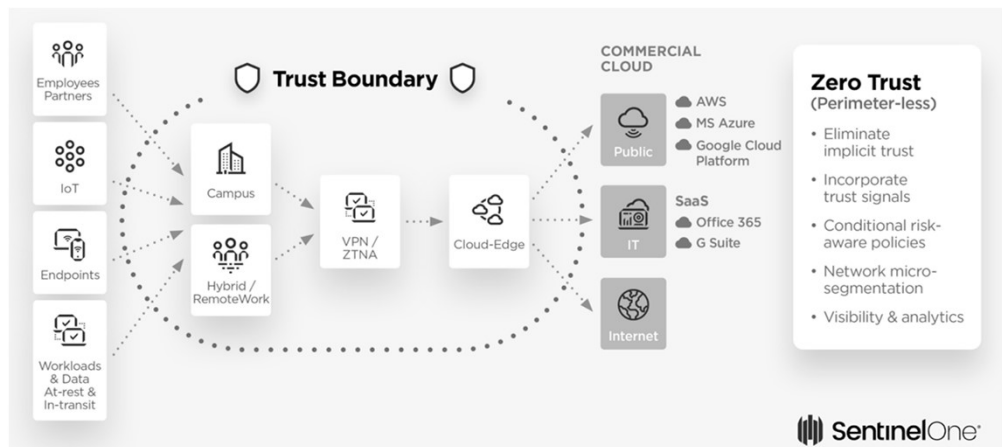 Employees
Partners
IoT
Endpoints
Workloads
& Data
At-rest &
In-transit
Trust Boundary
Campus
Hybrid /
RemoteWork
VPN /
ZTNA
Cloud-Edge
COMMERCIAL
CLOUD
Public
AWS
MS Azure
Google Cloud
Platform
IT
SaaS
Office 365
G Suite
Internet
Zero Trust
(Perimeter-less)
• Eliminate
implicit trust
• Incorporate
trust signals
• Conditional risk-
aware policies
• Network micro-
segmentation
• Visibility & analytics
SentinelOne®